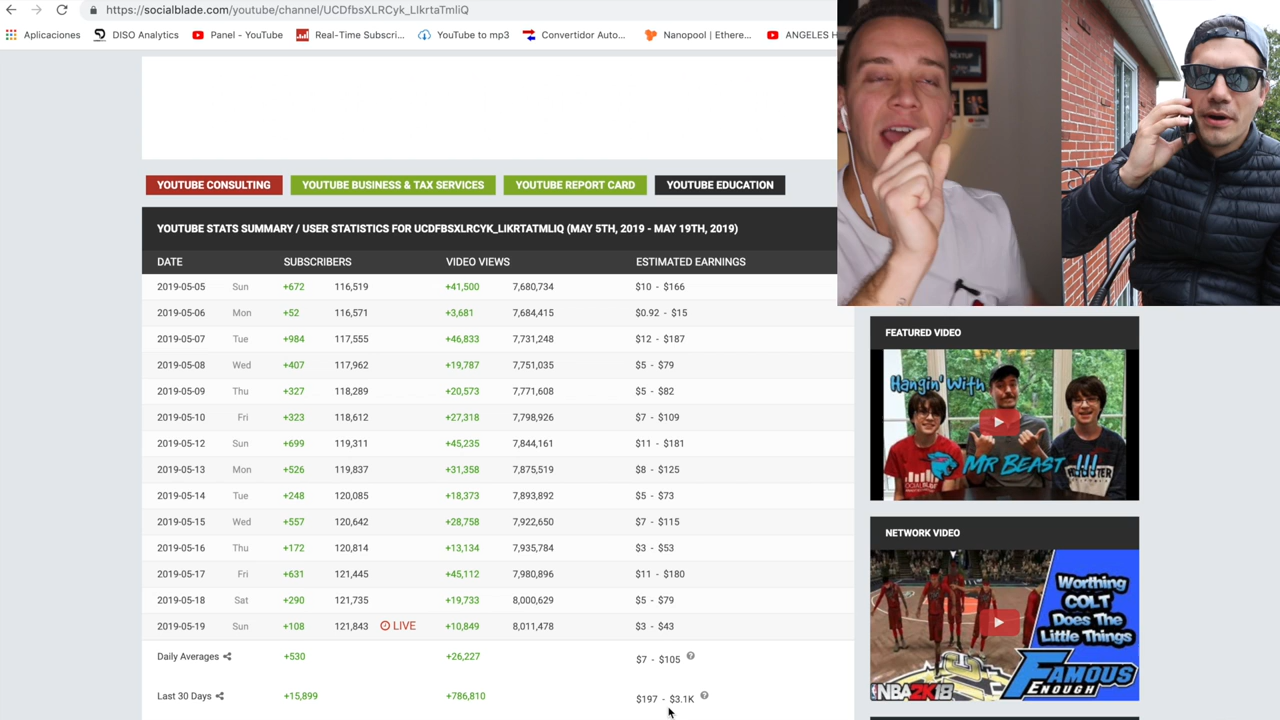 https://socialblade.com/youtube/channel/UCDfbsXLRCyk_LIkrtaTmliQ
Aplicaciones DISO Analytics Panel - YouTube Real-Time Subscri... YouTube to mp3 Convertidor Auto... Nanopool | Ethere... ANGELES H
YOUTUBE CONSULTING YOUTUBE BUSINESS & TAX SERVICES YOUTUBE REPORT CARD YOUTUBE EDUCATION
YOUTUBE STATS SUMMARY / USER STATISTICS FOR UCDFBSXLRCYK_LIKRTATMLIQ (MAY 5TH, 2019 - MAY 19TH, 2019)
DATE SUBSCRIBERS VIDEO VIEWS ESTIMATED EARNINGS
2019-05-05 Sun +672 116,519 +41,500 7,680,734 $10 - $166
2019-05-06 Mon +52 116,571 +3,681 7,684,415 $0.92 - $15
2019-05-07 Tue +984 117,555 +46,833 7,731,248 $12 - $187
2019-05-08 Wed +407 117,962 +19,787 7,751,035 $5 - $79
2019-05-09 Thu +327 118,289 +20,573 7,771,608 $5 - $82
2019-05-10 Fri +323 118,612 +27,318 7,798,926 $7 - $109
2019-05-12 Sun +699 119,311 +45,235 7,844,161 $11 - $181
2019-05-13 Mon +526 119,837 +31,358 7,875,519 $8 - $125
2019-05-14 Tue +248 120,085 +18,373 7,893,892 $5 - $73
2019-05-15 Wed +557 120,642 +28,758 7,922,650 $7 - $115
2019-05-16 Thu +172 120,814 +13,134 7,935,784 $3 - $53
2019-05-17 Fri +631 121,445 +45,112 7,980,896 $11 - $180
2019-05-18 Sat +290 121,735 +19,733 8,000,629 $5 - $79
2019-05-19 Sun +108 121,843 LIVE +10,849 8,011,478 $3 - $43
Daily Averages +530 +26,227 $7 - $105
Last 30 Days +15,899 +786,810 $197 - $3.1K
FEATURED VIDEO
Hangin' With
MR BEAST !!!
NETWORK VIDEO
Worthing
COLT
Does The
Little Things
FAMOUS
ENOUGH
NBA2K18